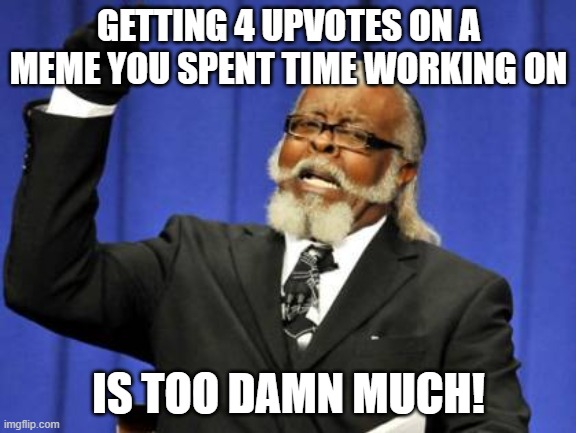 GETTING 4 UPVOTES ON A
MEME YOU SPENT TIME WORKING ON
IS TOO DAMN MUCH!
imgflip.com